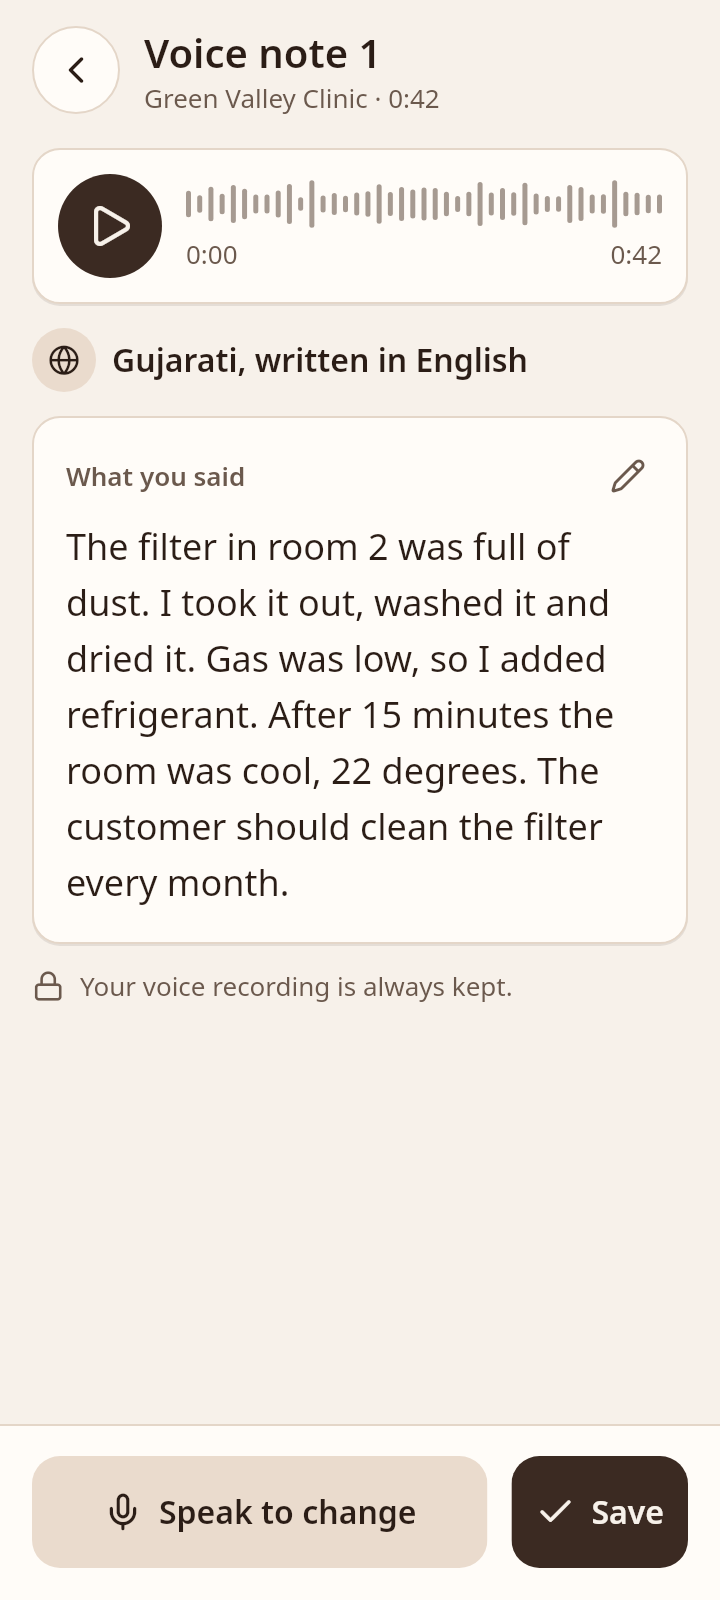 Voice note 1
Green Valley Clinic · 0:42
0:00
0:42
Gujarati, written in English
What you said
The filter in room 2 was full of
dust. I took it out, washed it and
dried it. Gas was low, so I added
refrigerant. After 15 minutes the
room was cool, 22 degrees. The
customer should clean the filter
every month.
Your voice recording is always kept.
Speak to change
Save